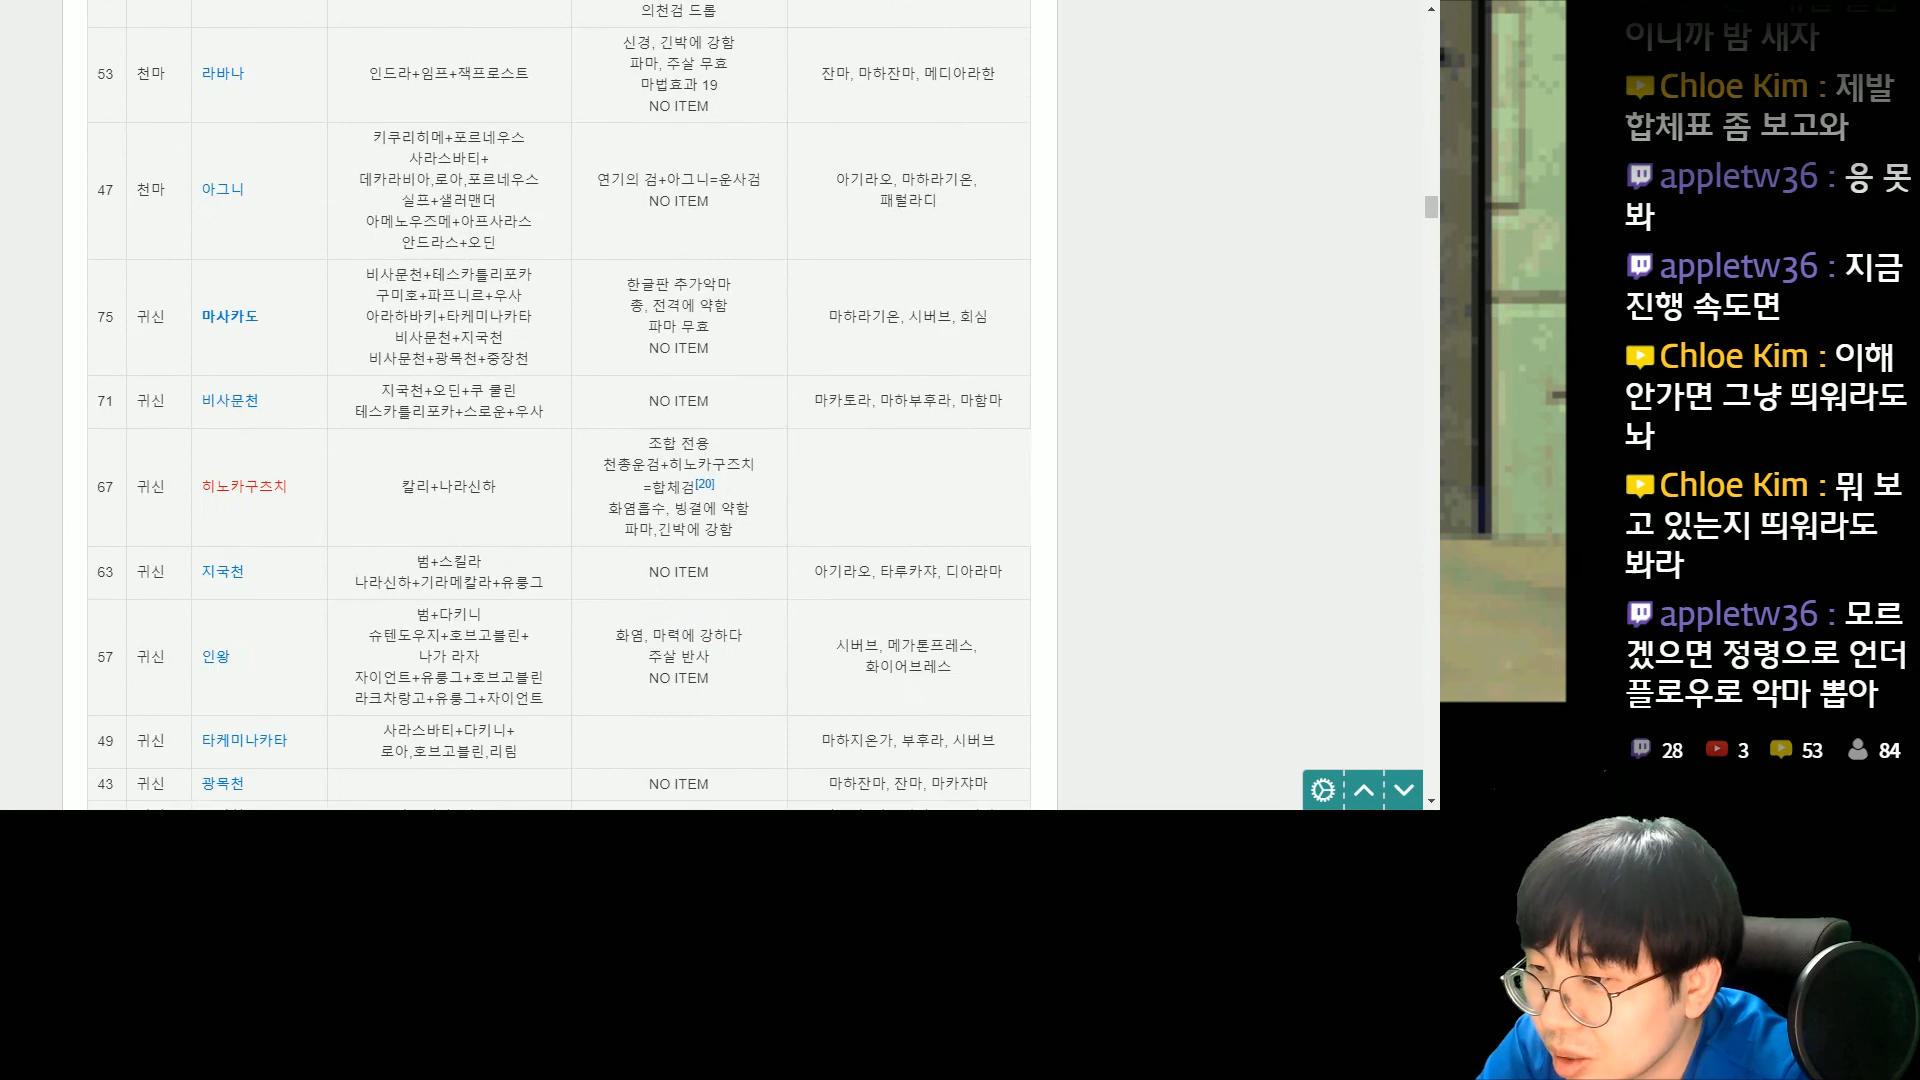 의천검 드롭
53 천마 라바나 인드라+임프+잭프로스트 신경, 긴박에 강함
파마, 주살 무효
마법효과 19
NO ITEM
잔마, 마하잔마, 메디아라한
47 천마 아그니
키쿠리히메+포르네우스
사라스바티+
데카라비아,로아,포르네우스
실프+샐러맨더
아메노우즈메+아프사라스
안드라스+오딘
연기의 검+아그니=운사검
NO ITEM
아기라오, 마하라기온,
패럴라디
75 귀신 마사카도
비사문천+테스카틀리포카
구미호+파프니르+우사
아라하바키+타케미나카타
비사문천+지국천
비사문천+광목천+중장천
한글판 추가악마
총, 전격에 약함
파마 무효
NO ITEM
마하라기온, 시버브, 회심
71 귀신 비사문천
지국천+오딘+쿠 훌린
테스카틀리포카+스로운+우사
NO ITEM
마카토라, 마하부후라, 마함마
67 귀신 히노카구즈치
칼리+나라신하
조합 전용
천총운검+히노카구즈치
=합체검[20]
화염흡수, 빙결에 약함
파마,긴박에 강함
63 귀신 지국천
범+스킬라
나라신하+기라메칼라+유룽그
NO ITEM
아기라오, 타루카쟈, 디아라마
57 귀신 인왕
범+다키니
슈텐도우지+호브고블린+
나가 라자
자이언트+유룽그+호브고블린
라크차랑고+유룽그+자이언트
화염, 마력에 강하다
주살 반사
NO ITEM
시버브, 메가톤프레스,
화이어브레스
49 귀신 타케미나카타
사라스바티+다키니+
로아,호브고블린,리림
마하지온가, 부후라, 시버브
43 귀신 광목천 NO ITEM 마하잔마, 잔마, 마카쟈마
이니까 밤 새자
Chloe Kim : 제발
합체표 좀 보고와
appletw36 : 응 못
봐
appletw36 : 지금
진행 속도면
Chloe Kim : 이해
안가면 그냥 띄워라도
놔
Chloe Kim : 뭐 보
고 있는지 띄워라도
봐라
appletw36 : 모르
겠으면 정령으로 언더
플로우로 악마 뽑아
28 3 53 84